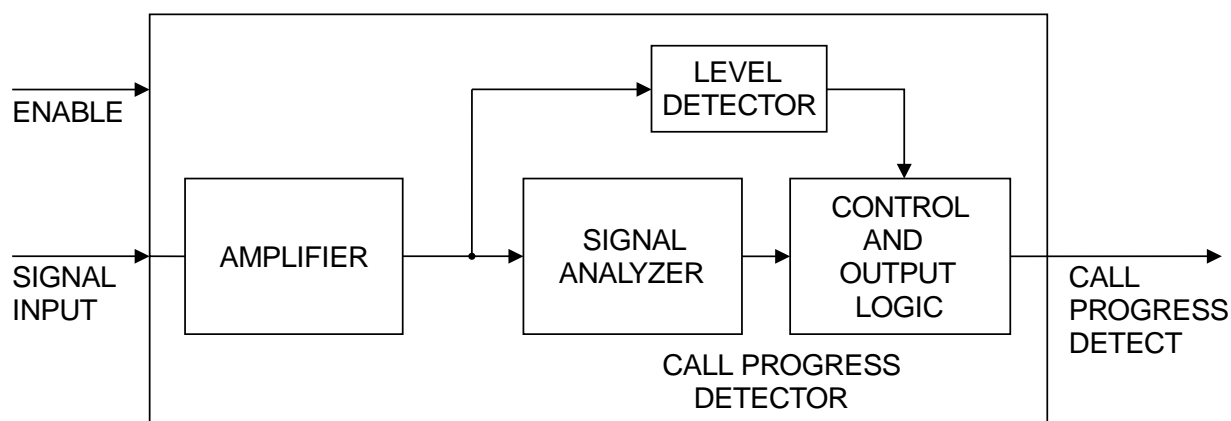 ENABLE
SIGNAL
INPUT
AMPLIFIER
LEVEL
DETECTOR
SIGNAL
ANALYZER
CONTROL
AND
OUTPUT
LOGIC
CALL PROGRESS
DETECTOR
CALL
PROGRESS
DETECT